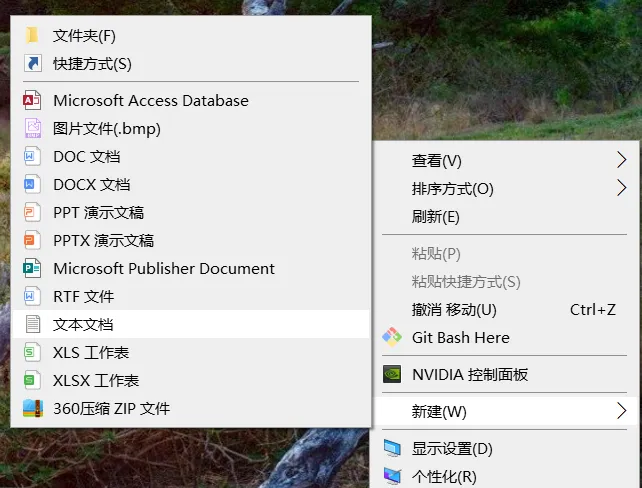 文件夹(F)
快捷方式(S)
Microsoft Access Database
图片文件(.bmp)
DOC 文档
DOCX 文档
PPT 演示文稿
PPTX 演示文稿
Microsoft Publisher Document
RTF 文件
文本文档
XLS 工作表
XLSX 工作表
360压缩 ZIP 文件
查看(V)
排序方式(O)
刷新(E)
粘贴(P)
粘贴快捷方式(S)
撤消 移动(U) Ctrl+Z
Git Bash Here
NVIDIA 控制面板
新建(W)
显示设置(D)
个性化(R)